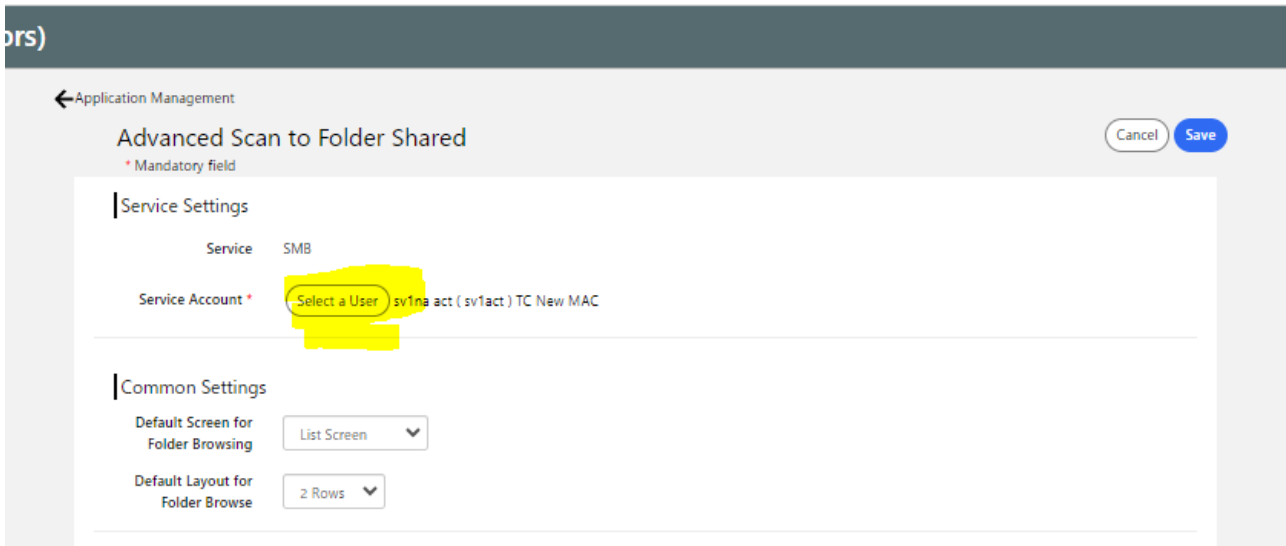 ors)
Application Management
Advanced Scan to Folder Shared
Cancel
Save
* Mandatory field
Service Settings
Service SMB
Service Account * Select a User sv1na act ( sv1act ) TC New MAC
Common Settings
Default Screen for
Folder Browsing
List Screen
Default Layout for
Folder Browse
2 Rows